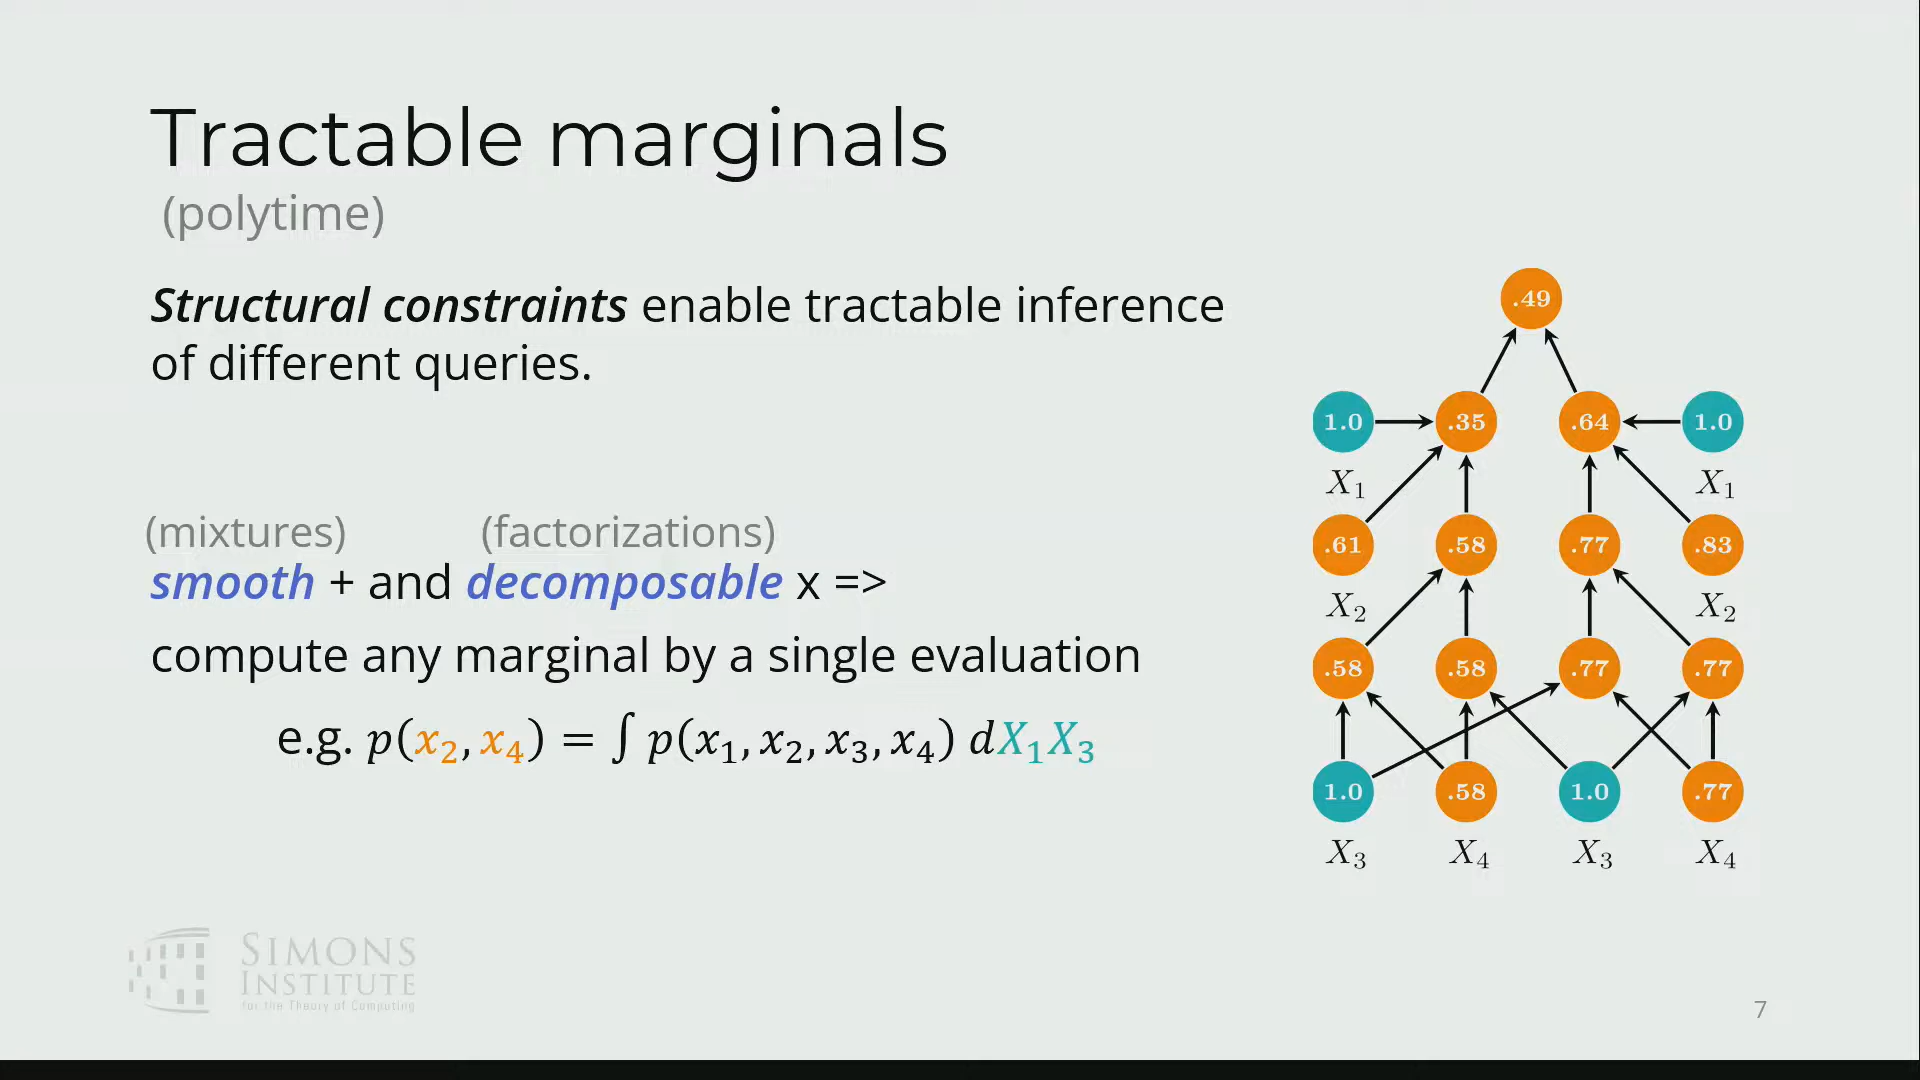 Tractable marginals
(polytime)
Structural constraints enable tractable inference
of different queries.
(mixtures) (factorizations)
smooth + and decomposable x =>
compute any marginal by a single evaluation
e.g. p(x₂, x₄) = ∫ p(x₁, x₂, x₃, x₄) dX₁X₃
.49
1.0 .35 .64 1.0
X₁ X₁
.61 .58 .77 .83
X₂ X₂
.58 .58 .77 .77
1.0 .58 1.0 .77
X₃ X₄ X₃ X₄
SIMONS
INSTITUTE
for the Theory of Computing
7